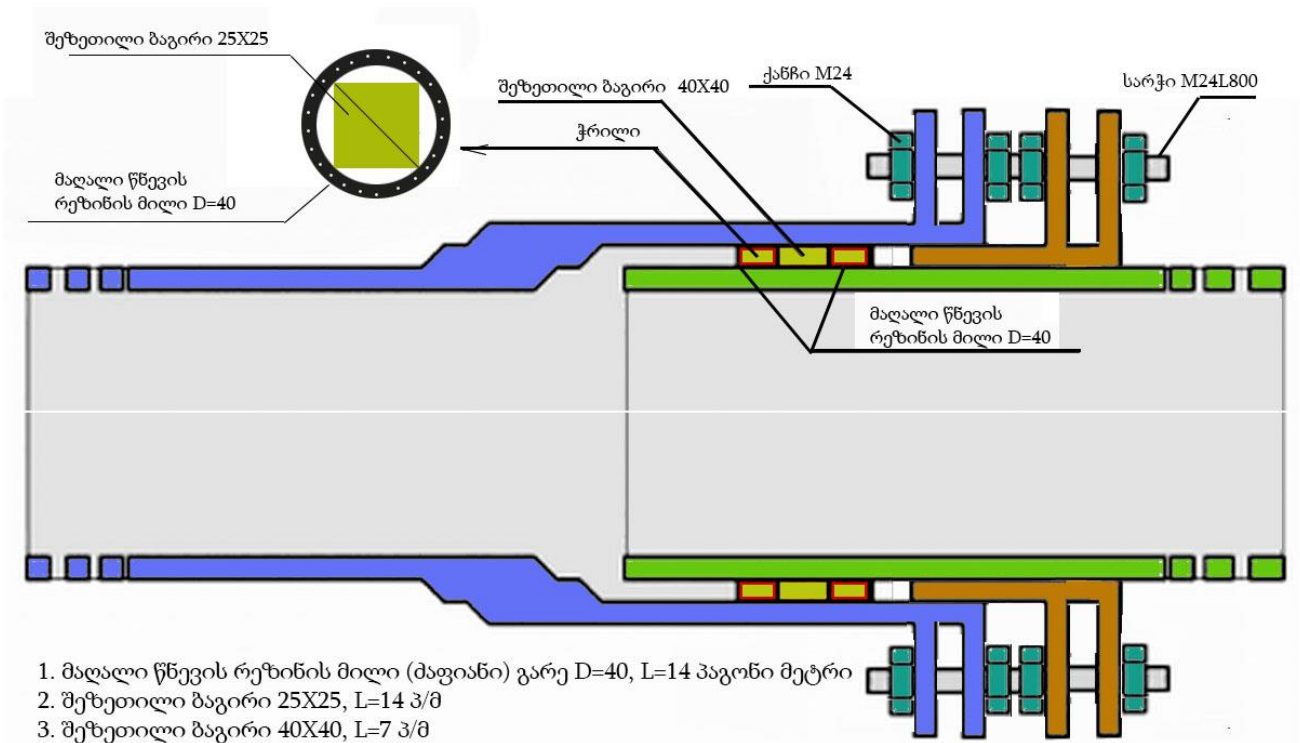 შეზეთილი ბაგირი 25X25
შეზეთილი ბაგირი 40X40
ქანჩი M24
სარჭი M24L800
ჭრილი
მაღალი წნევის
რეზინის მილი D=40
მაღალი წნევის
რეზინის მილი D=40
1. მაღალი წნევის რეზინის მილი (ძაფიანი) გარე D=40, L=14 პაგონი მეტრი
2. შეზეთილი ბაგირი 25X25, L=14 პ/მ
3. შეზეთილი ბაგირი 40X40, L=7 პ/მ